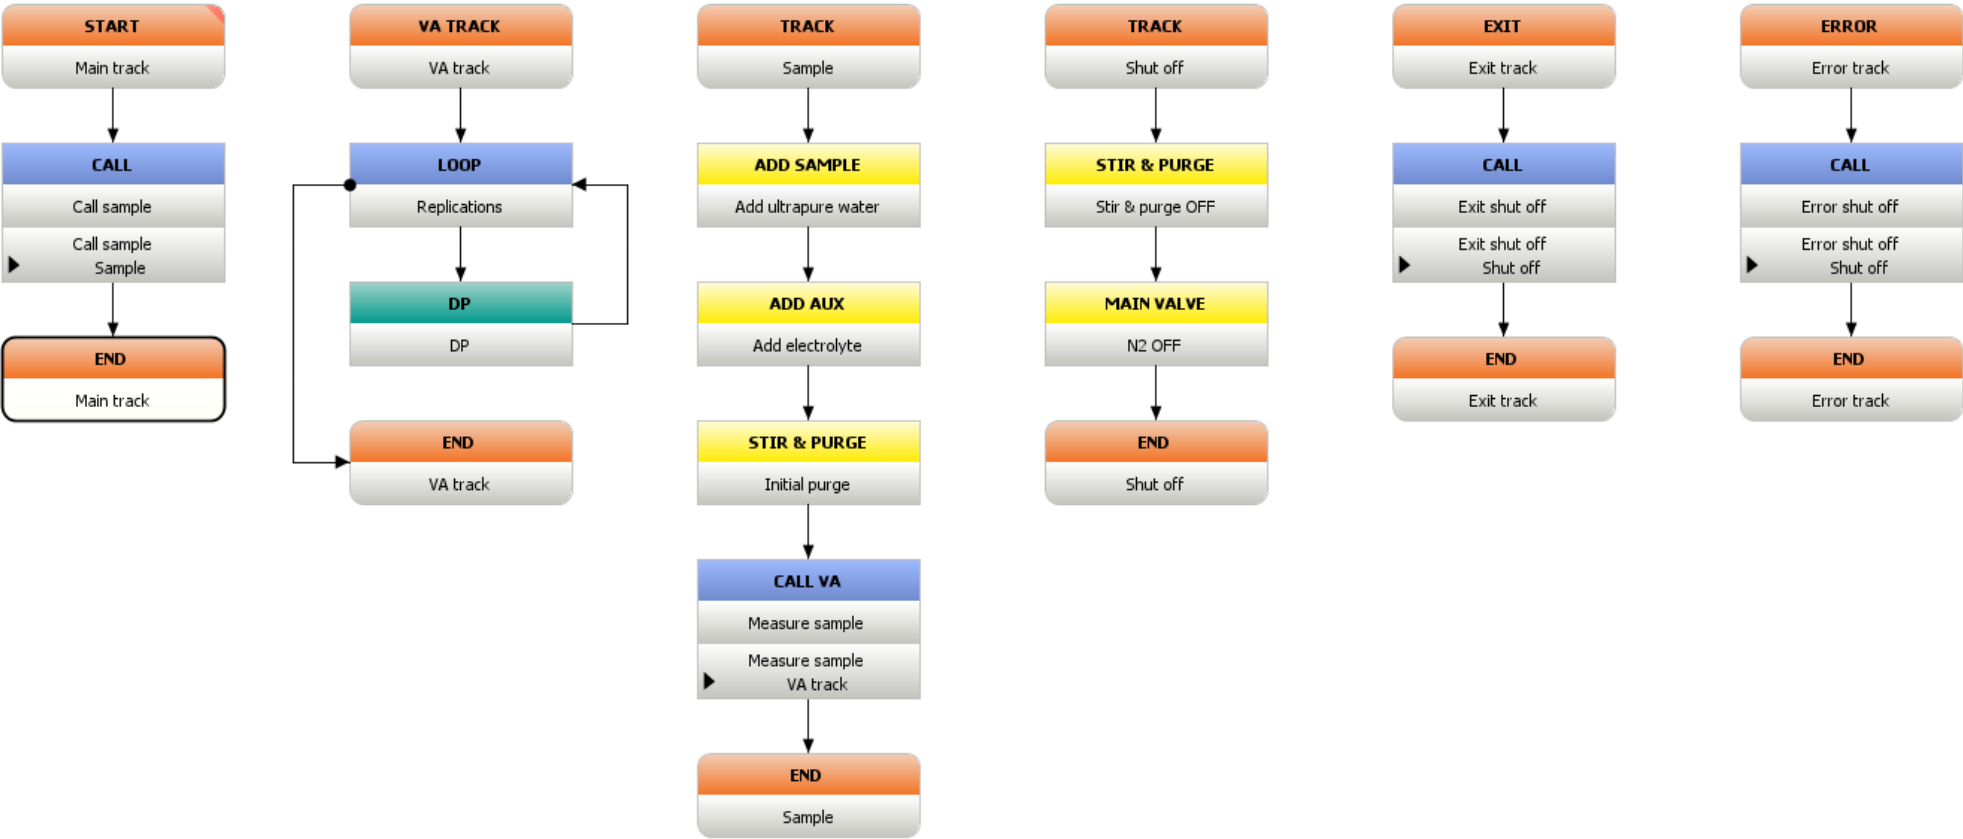 START
Main track
CALL
Call sample
Call sample
Sample
END
Main track
VA TRACK
VA track
LOOP
Replications
DP
DP
END
VA track
TRACK
Sample
ADD SAMPLE
Add ultrapure water
ADD AUX
Add electrolyte
STIR & PURGE
Initial purge
CALL VA
Measure sample
Measure sample
VA track
END
Sample
TRACK
Shut off
STIR & PURGE
Stir & purge OFF
MAIN VALVE
N2 OFF
END
Shut off
EXIT
Exit track
CALL
Exit shut off
Exit shut off
Shut off
END
Exit track
ERROR
Error track
CALL
Error shut off
Error shut off
Shut off
END
Error track